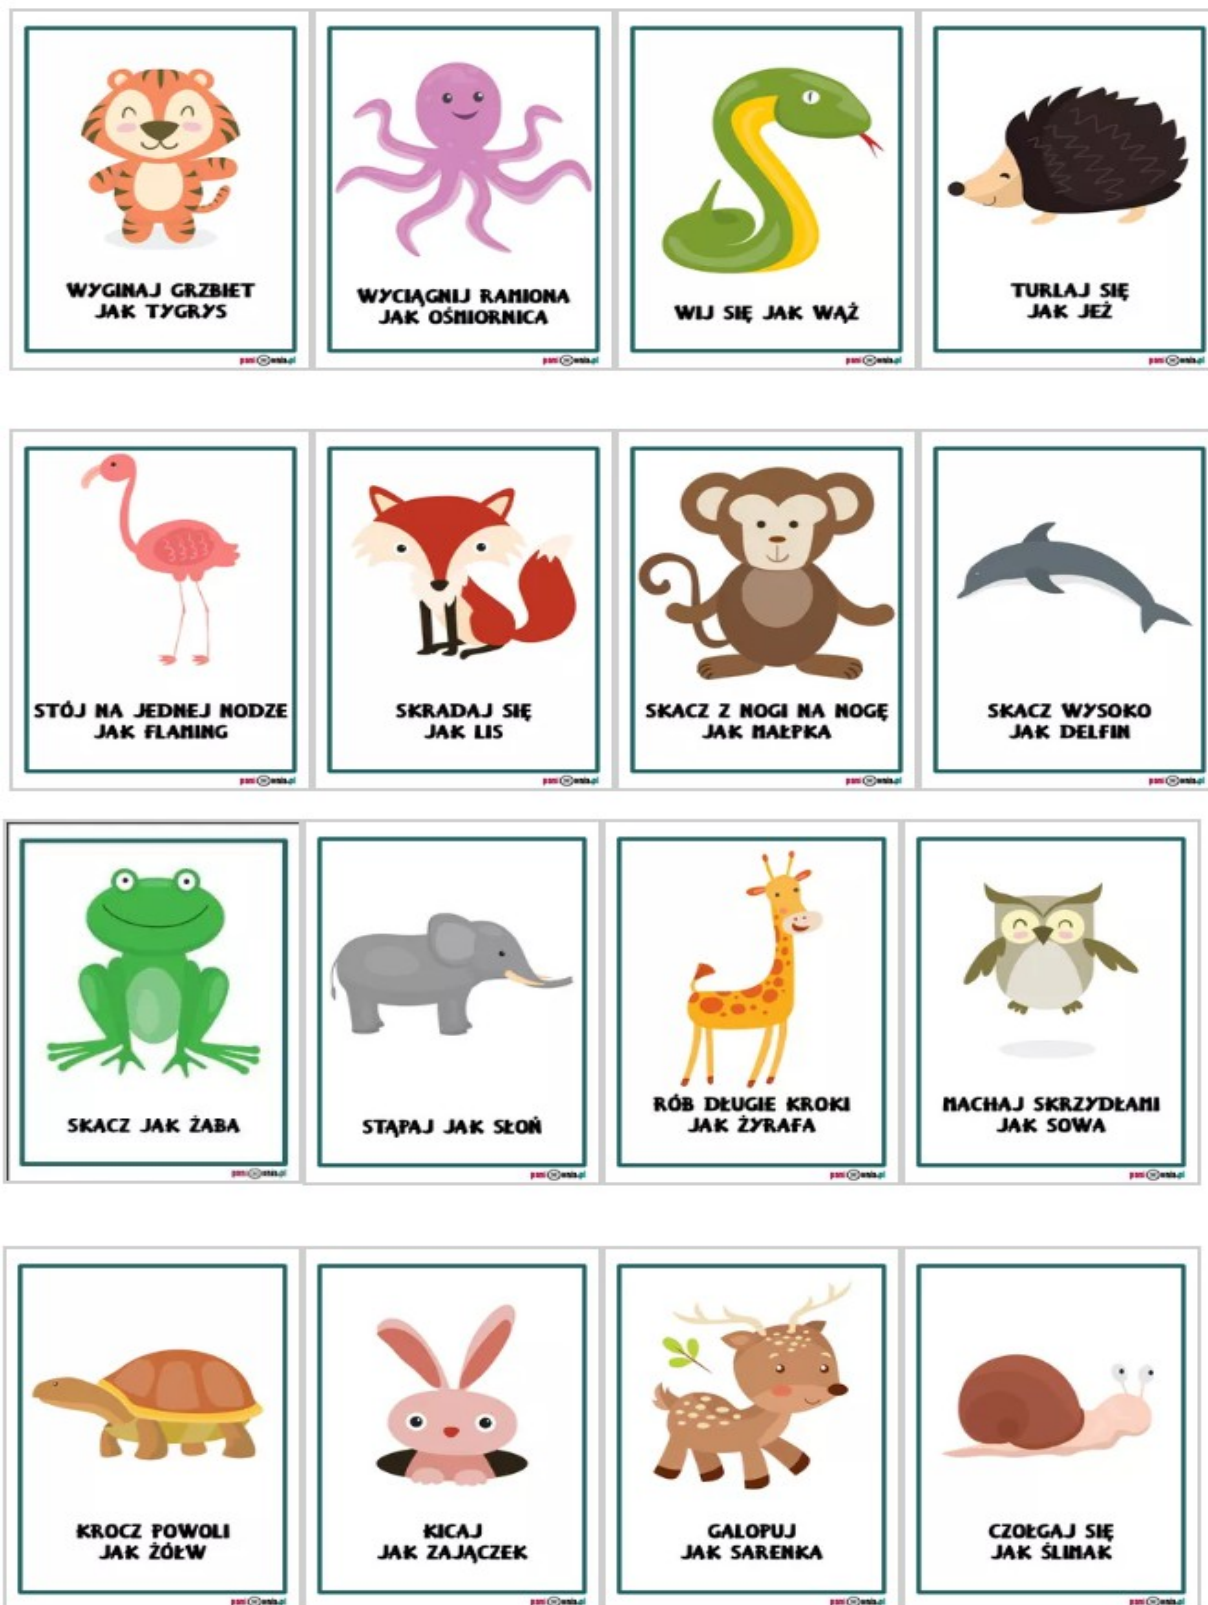 WYGINAJ GRZBIET
JAK TYGRYS
WYCIĄGNIJ RAMIONA
JAK OŚMIORNICA
WIJ SIĘ JAK WĄŻ
TURLAJ SIĘ
JAK JEŻ
STÓJ NA JEDNEJ NODZE
JAK FLAMING
SKRADAJ SIĘ
JAK LIS
SKACZ Z NOGI NA NOGĘ
JAK MAŁPKA
SKACZ WYSOKO
JAK DELFIN
SKACZ JAK ŻABA
STĄPAJ JAK SŁOŃ
RÓB DŁUGIE KROKI
JAK ŻYRAFA
MACHAJ SKRZYDŁAMI
JAK SOWA
KROCZ POWOLI
JAK ŻÓŁW
KICAJ
JAK ZAJĄCZEK
GALOPUJ
JAK SARENKA
CZOŁGAJ SIĘ
JAK ŚLIMAK